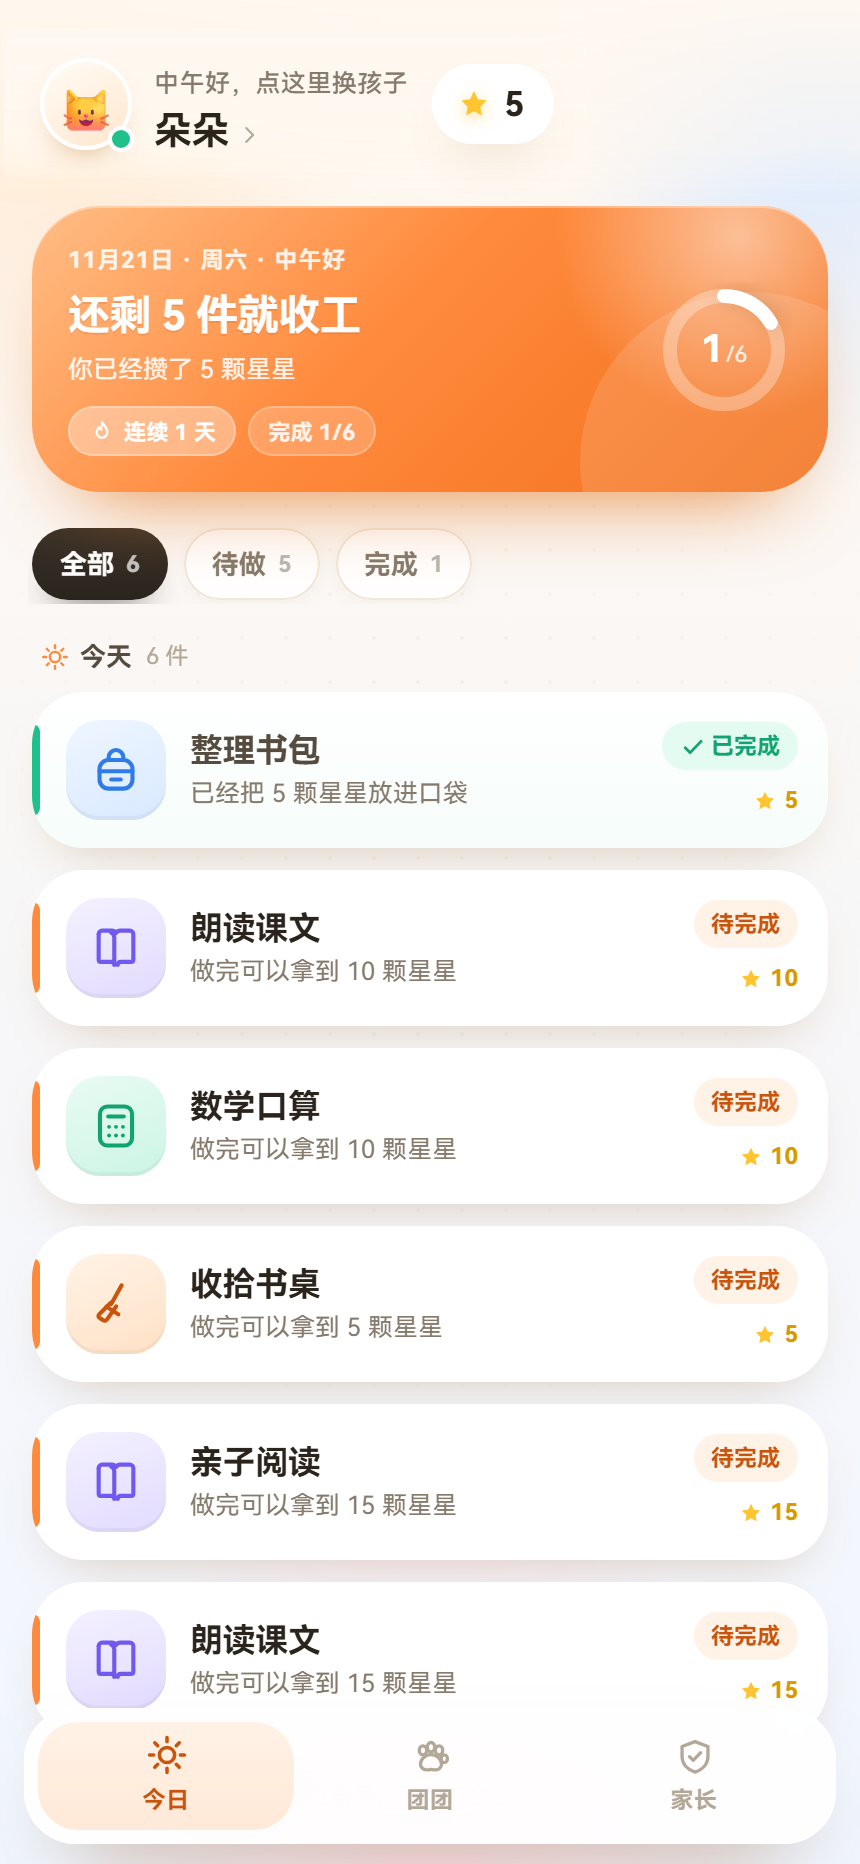 中午好，点这里换孩子
朵朵
5
11月21日 · 周六 · 中午好
还剩 5 件就收工
你已经攒了 5 颗星星
连续 1 天
完成 1/6
1/6
全部 6
待做 5
完成 1
今天 6 件
整理书包
已经把 5 颗星星放进口袋
已完成
5
朗读课文
做完可以拿到 10 颗星星
待完成
10
数学口算
做完可以拿到 10 颗星星
待完成
10
收拾书桌
做完可以拿到 5 颗星星
待完成
5
亲子阅读
做完可以拿到 15 颗星星
待完成
15
朗读课文
做完可以拿到 15 颗星星
待完成
15
今日
团团
家长